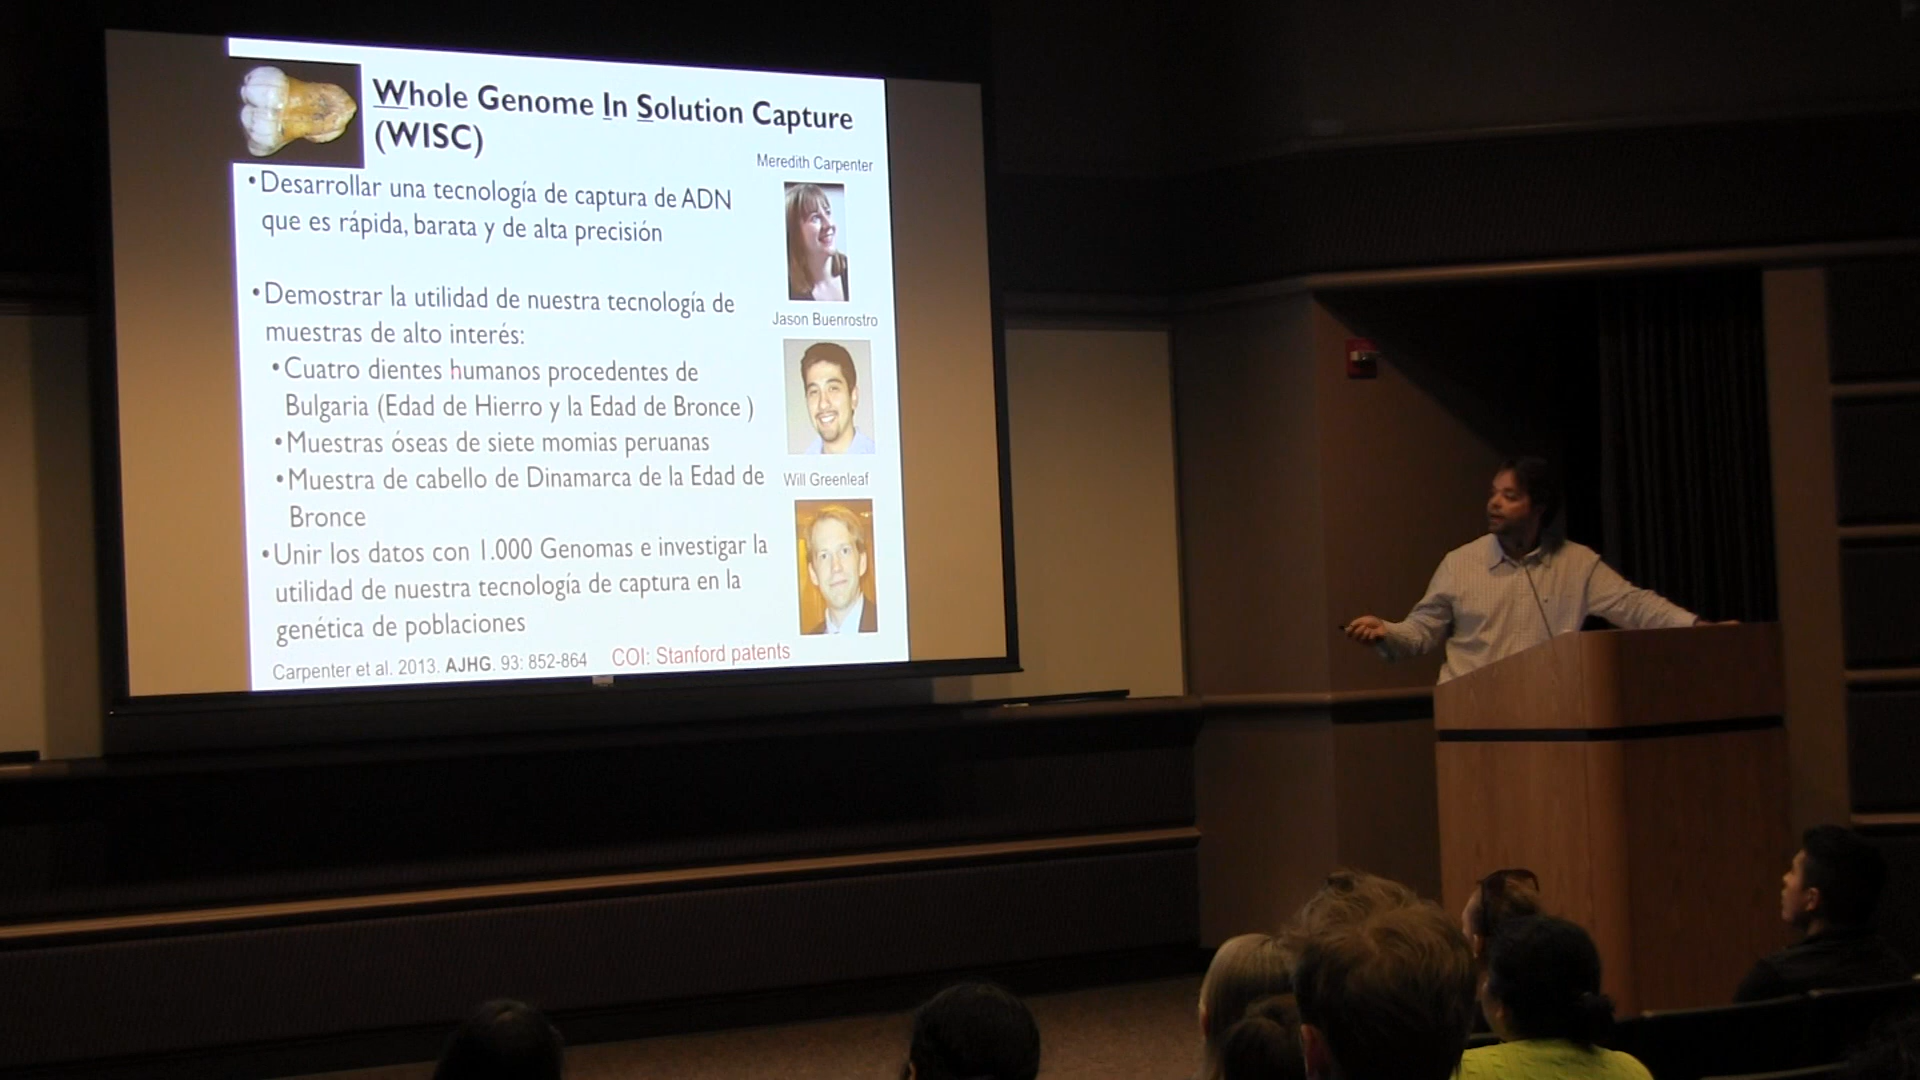 Whole Genome In Solution Capture
(WISC)
Meredith Carpenter
•Desarrollar una tecnología de captura de ADN
que es rápida, barata y de alta precisión
Jason Buenrostro
•Demostrar la utilidad de nuestra tecnología de
muestras de alto interés:
•Cuatro dientes humanos procedentes de
Bulgaria (Edad de Hierro y la Edad de Bronce )
•Muestras óseas de siete momias peruanas
•Muestra de cabello de Dinamarca de la Edad de
Bronce
Will Greenleaf
•Unir los datos con 1.000 Genomas e investigar la
utilidad de nuestra tecnología de captura en la
genética de poblaciones
Carpenter et al. 2013. AJHG. 93: 852-864 COI: Stanford patents